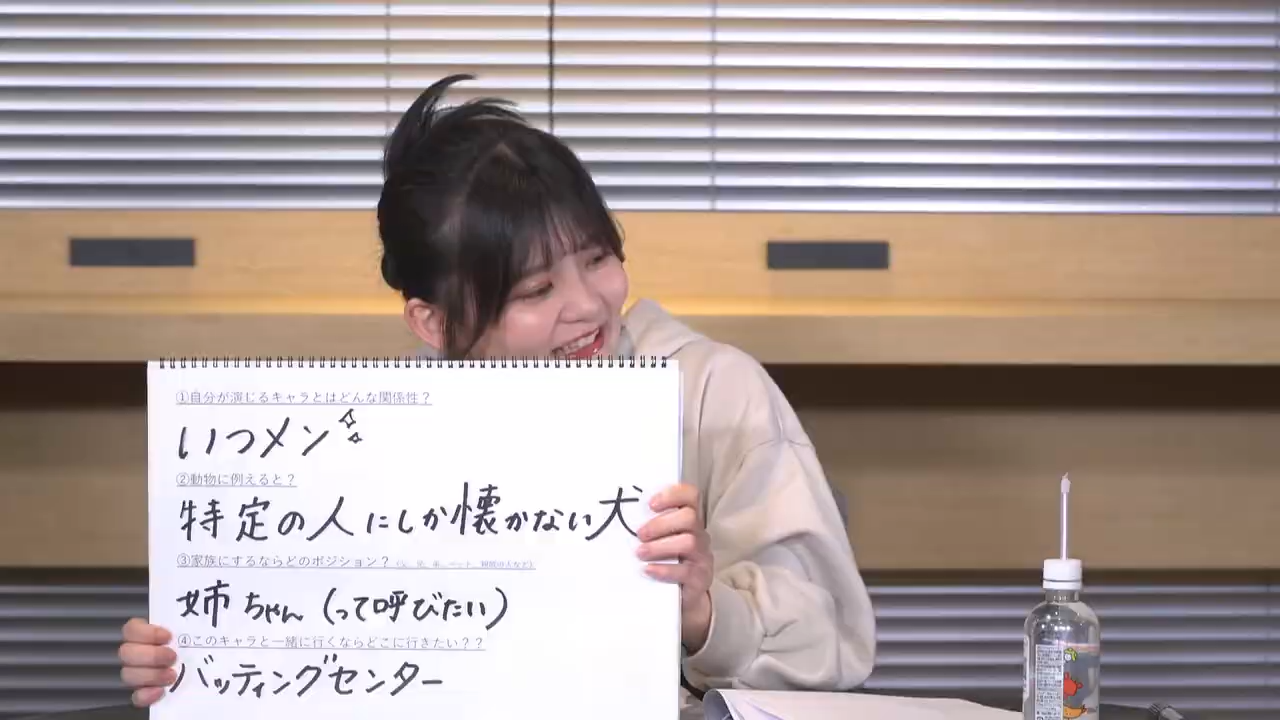 ①自分が演じるキャラとはどんな関係性？
いつメン
②動物に例えると？
特定の人にしか懐かない犬
③家族にするならどのポジション？
姉ちゃん（って呼びたい）
④このキャラと一緒に行くならどこに行きたい？？
バッティングセンター